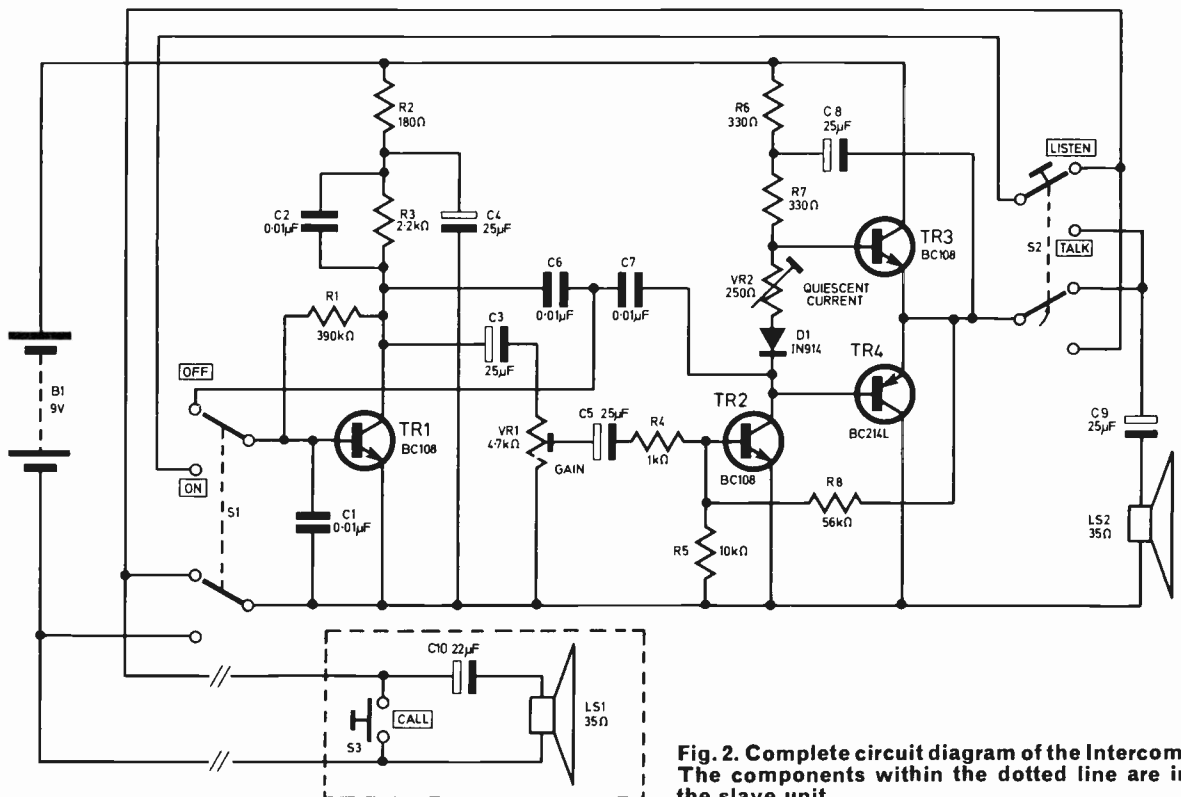 R2
180Ω
R6
330Ω
C 8
25µF
LISTEN
C2
0·01µF
R3
2·2kΩ
C4
25µF
R7
330Ω
TR3
BC108
S2
TALK
R1
390kΩ
C6
0·01µF
C7
0·01µF
VR2
250Ω
QUIESCENT
CURRENT
C3
25µF
D1
IN914
TR4
BC214L
B1
9V
OFF
TR1
BC108
VR1
4·7kΩ
GAIN
C5 25µF
R4
1kΩ
TR2
BC108
C9
25µF
ON
S1
C1
0·01µF
R8
56kΩ
R5
10kΩ
LS2
35Ω
C10 22µF
LS1
35Ω
S3
CALL
Fig. 2. Complete circuit diagram of the Intercom
The components within the dotted line are in
the slave unit